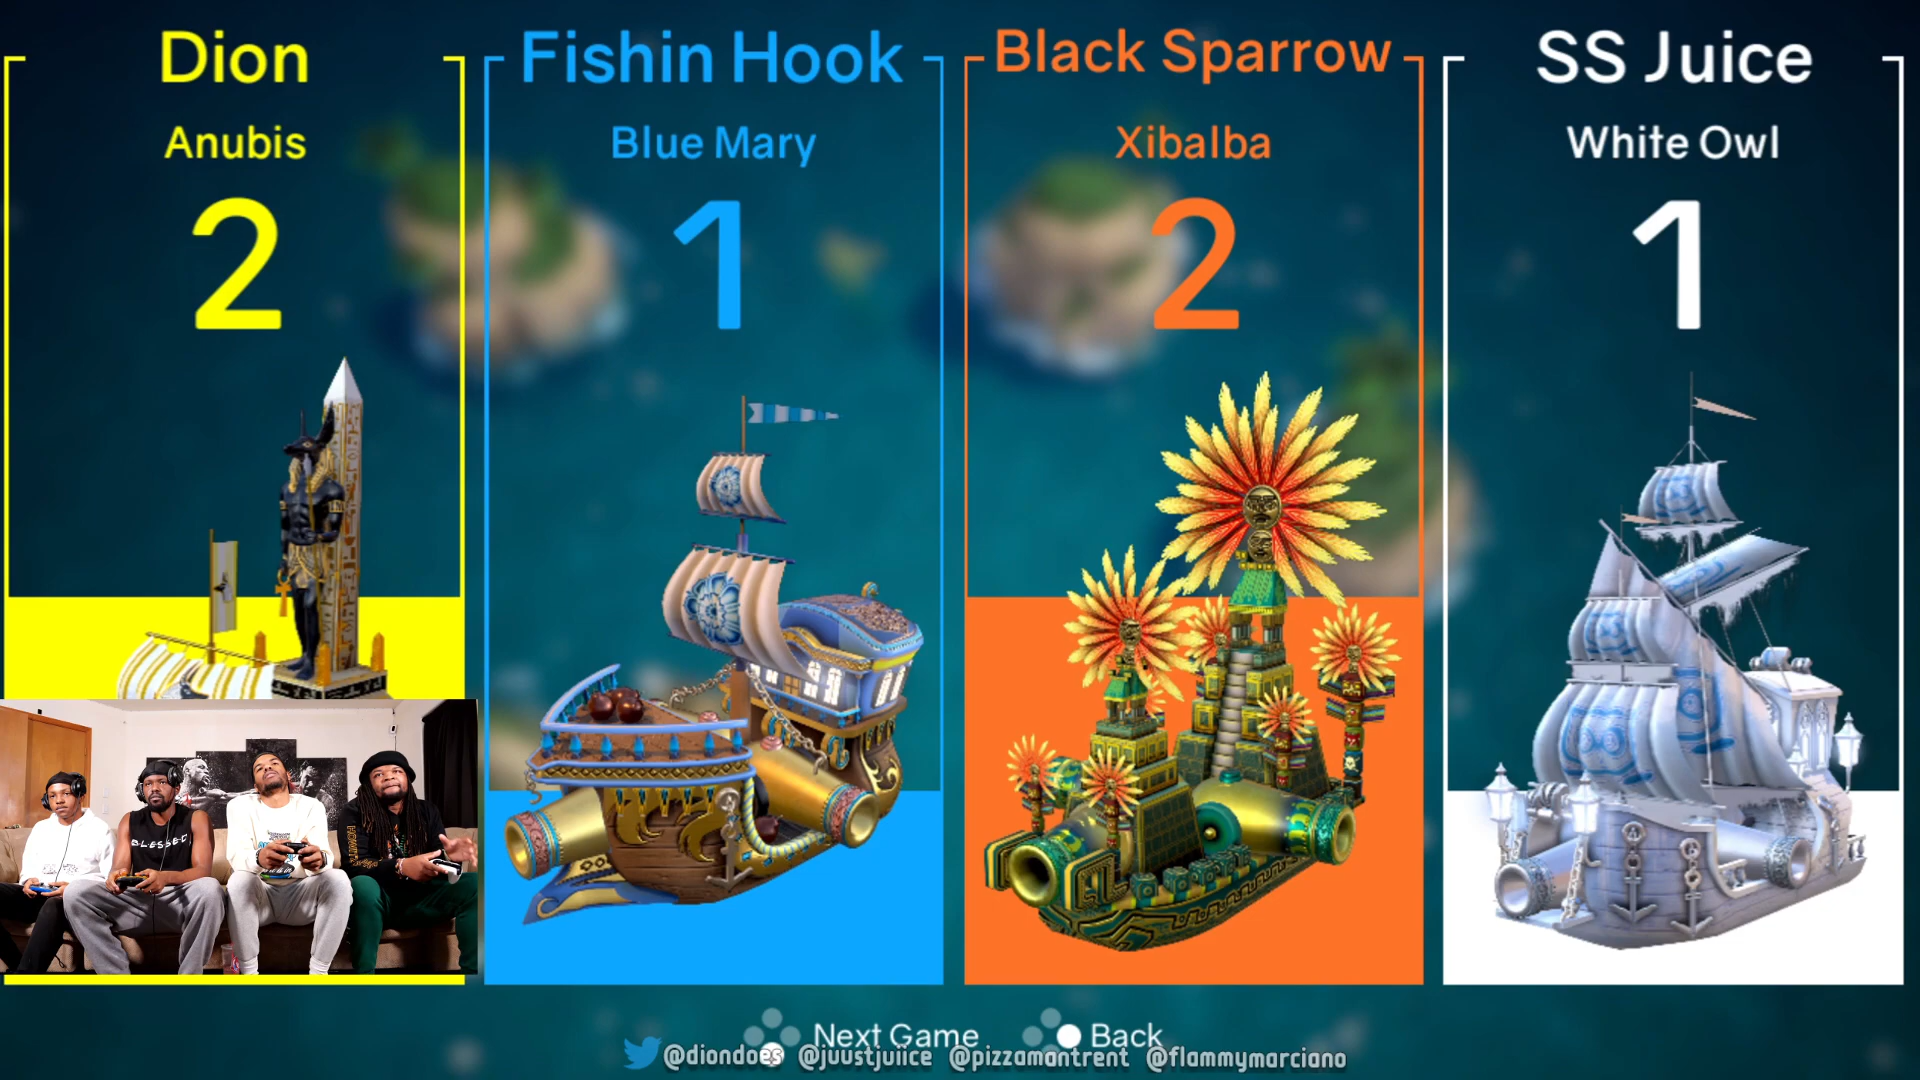 Dion
Anubis
2
Fishin Hook
Blue Mary
1
Black Sparrow
Xibalba
2
SS Juice
White Owl
1
BLESSED
Next Game
Back
@diondoes @juustjuiice @pizzamantrent @flammymarciano